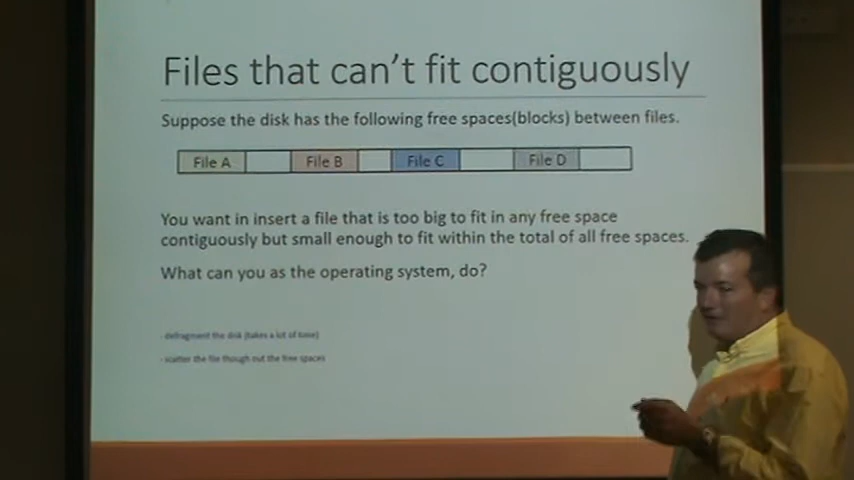 Files that can't fit contiguously
Suppose the disk has the following free spaces(blocks) between files.
File A File B File C File D
You want in insert a file that is too big to fit in any free space
contiguously but small enough to fit within the total of all free spaces.
What can you as the operating system, do?
- defragment the disk (takes a lot of time)
- scatter the file though out the free spaces